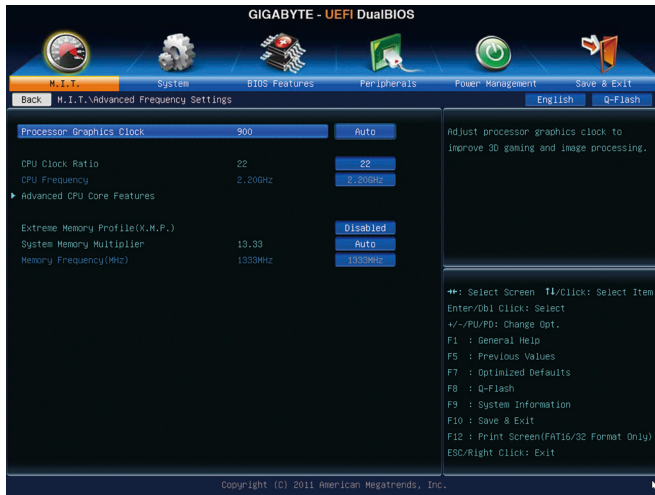 GIGABYTE - UEFI DualBIOS
M.I.T. System BIOS Features Peripherals Power Management Save & Exit
Back M.I.T.\Advanced Frequency Settings English Q-Flash
Processor Graphics Clock 900 Auto
CPU Clock Ratio 22 22
CPU Frequency 2.20GHz 2.20GHz
Advanced CPU Core Features
Extreme Memory Profile(X.M.P.) Disabled
System Memory Multiplier 13.33 Auto
Memory Frequency(MHz) 1333MHz 1333MHz
Adjust processor graphics clock to
improve 3D gaming and image processing.
→←: Select Screen ↑↓/Click: Select Item
Enter/Dbl Click: Select
+/-/PU/PD: Change Opt.
F1 : General Help
F5 : Previous Values
F7 : Optimized Defaults
F8 : Q-Flash
F9 : System Information
F10 : Save & Exit
F12 : Print Screen(FAT16/32 Format Only)
ESC/Right Click: Exit
Copyright (C) 2011 American Megatrends, Inc.